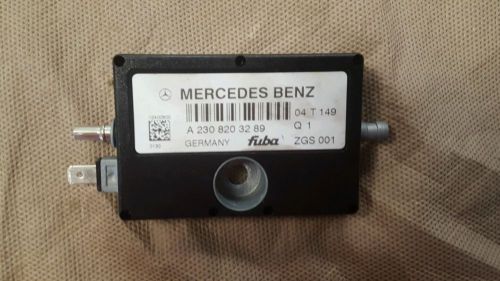 MERCEDES BENZ
04 T 149
A 230 820 32 89
Q 1
GERMANY
fuba
ZGS 001